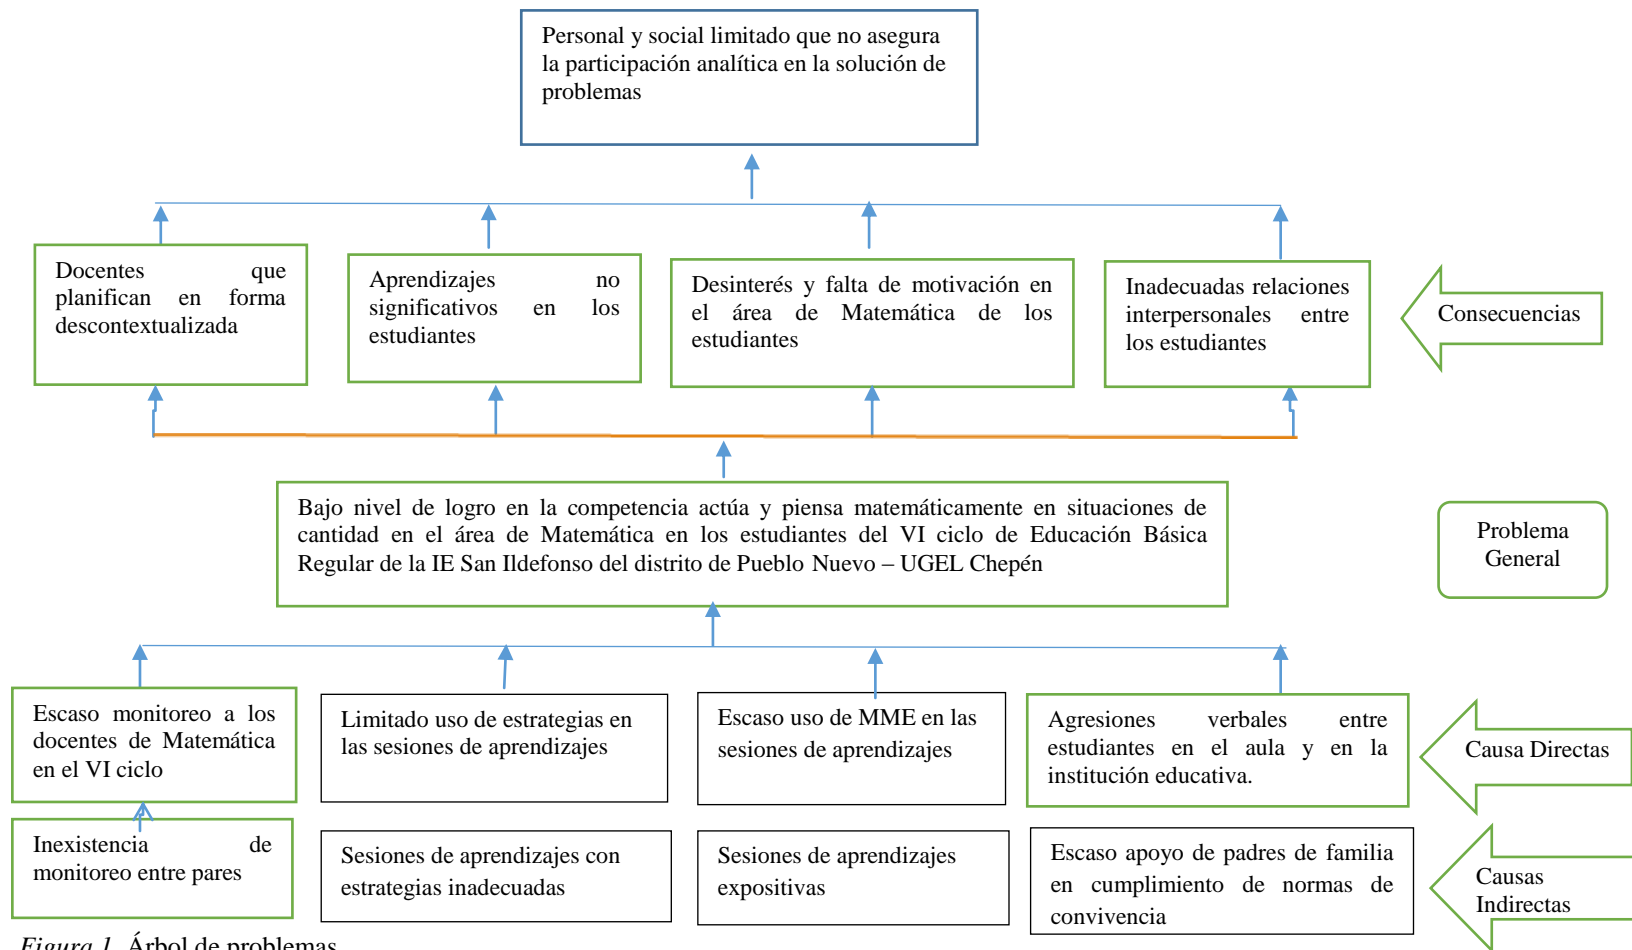 Personal y social limitado que no asegura
la participación analítica en la solución de
problemas
Docentes que
planifican en forma
descontextualizada
Aprendizajes no
significativos en los
estudiantes
Desinterés y falta de motivación en
el área de Matemática de los
estudiantes
Inadecuadas relaciones
interpersonales entre
los estudiantes
Consecuencias
Bajo nivel de logro en la competencia actúa y piensa matemáticamente en situaciones de
cantidad en el área de Matemática en los estudiantes del VI ciclo de Educación Básica
Regular de la IE San Ildefonso del distrito de Pueblo Nuevo – UGEL Chepén
Problema
General
Escaso monitoreo a los
docentes de Matemática
en el VI ciclo
Limitado uso de estrategias en
las sesiones de aprendizajes
Escaso uso de MME en las
sesiones de aprendizajes
Agresiones verbales entre
estudiantes en el aula y en la
institución educativa.
Causa Directas
Inexistencia de
monitoreo entre pares
Sesiones de aprendizajes con
estrategias inadecuadas
Sesiones de aprendizajes
expositivas
Escaso apoyo de padres de familia
en cumplimiento de normas de
convivencia
Causas
Indirectas
Figura 1. Árbol de problemas